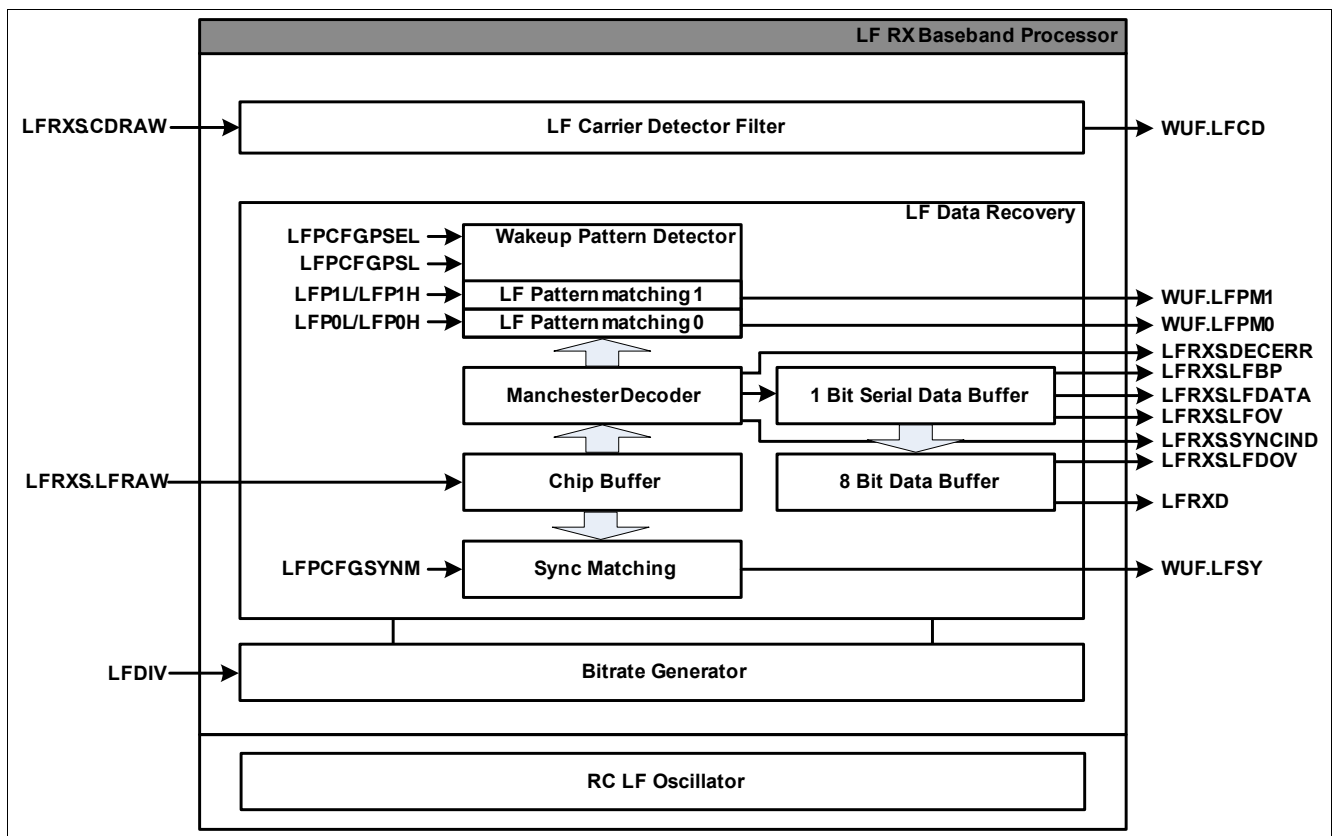 LF RX Baseband Processor
LFRXS.CDRAW
LF Carrier Detector Filter
WUF.LFCD
LF Data Recovery
LFPCFG.PSEL
Wakeup Pattern Detector
LFPCFG.PSL
LFP1L/LFP1H
LF Pattern matching 1
WUF.LFPM1
LFP0L/LFP0H
LF Pattern matching 0
WUF.LFPM0
LFRXS.DECERR
LFRXS.LFBP
Manchester Decoder
1 Bit Serial Data Buffer
LFRXS.LFDATA
LFRXS.LFOV
LFRXS.SYNCIND
LFRXS.LFDOV
LFRXS.LFRAW
Chip Buffer
8 Bit Data Buffer
LFRXD
LFPCFG.SYNM
Sync Matching
WUF.LFSY
LFDIV
Bitrate Generator
RC LF Oscillator